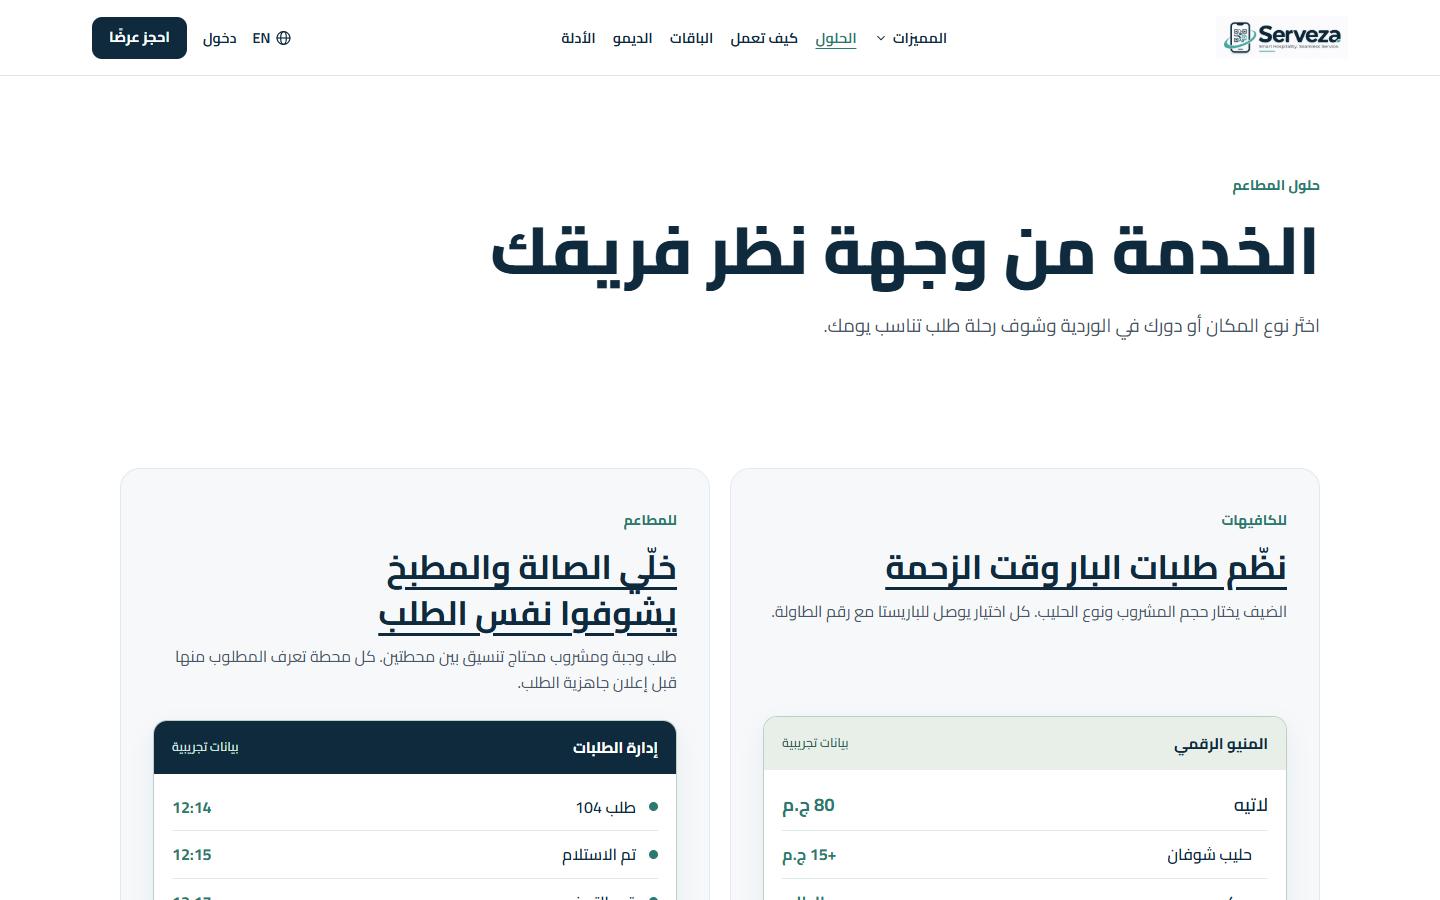 Serveza
Smart Hospitality. Seamless Service.
المميزات
الحلول
كيف تعمل
الباقات
الديمو
الأدلة
EN
دخول
احجز عرضًا
حلول المطاعم
الخدمة من وجهة نظر فريقك
اختَر نوع المكان أو دورك في الوردية وشوف رحلة طلب تناسب يومك.
للكافيهات
نظّم طلبات البار وقت الزحمة
الضيف يختار حجم المشروب ونوع الحليب. كل اختيار يوصل للباريستا مع رقم الطاولة.
المنيو الرقمي
بيانات تجريبية
لاتيه
80 ج.م
حليب شوفان
+15 ج.م
للمطاعم
خلّي الصالة والمطبخ
يشوفوا نفس الطلب
طلب وجبة ومشروب محتاج تنسيق بين محطتين. كل محطة تعرف المطلوب منها
قبل إعلان جاهزية الطلب.
إدارة الطلبات
بيانات تجريبية
طلب 104
12:14
تم الاستلام
12:15